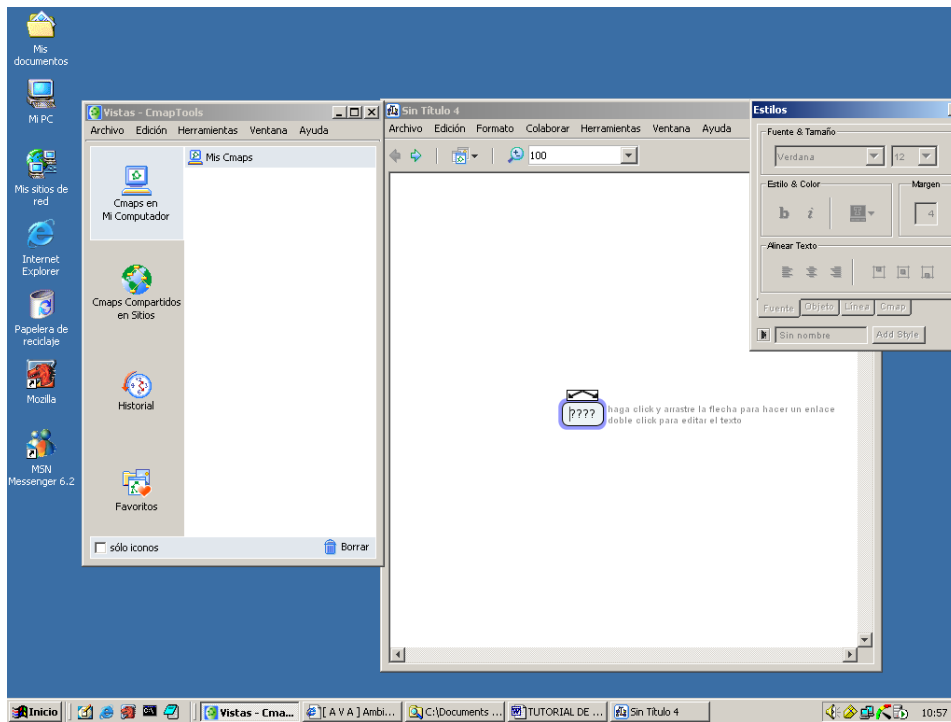 Mis
documentos
Mi PC
Mis sitios de
red
Internet
Explorer
Papelera de
reciclaje
Mozilla
MSN
Messenger 6.2
Vistas - CmapTools
Archivo Edición Herramientas Ventana Ayuda
Cmaps en
Mi Computador
Mis Cmaps
Cmaps Compartidos
en Sitios
Historial
Favoritos
sólo iconos
Borrar
Sin Título 4
Archivo Edición Formato Colaborar Herramientas Ventana Ayuda
100
????
haga click y arrastre la flecha para hacer un enlace
doble click para editar el texto
Estilos
Fuente & Tamaño
Verdana 12
Estilo & Color
Margen
b i 4
Alinear Texto
Fuente Objeto Línea Cmap
Sin nombre Add Style
Inicio Vistas - Cma... [ A V A ] Ambi... C:\Documents ... TUTORIAL DE ... Sin Título 4 10:57